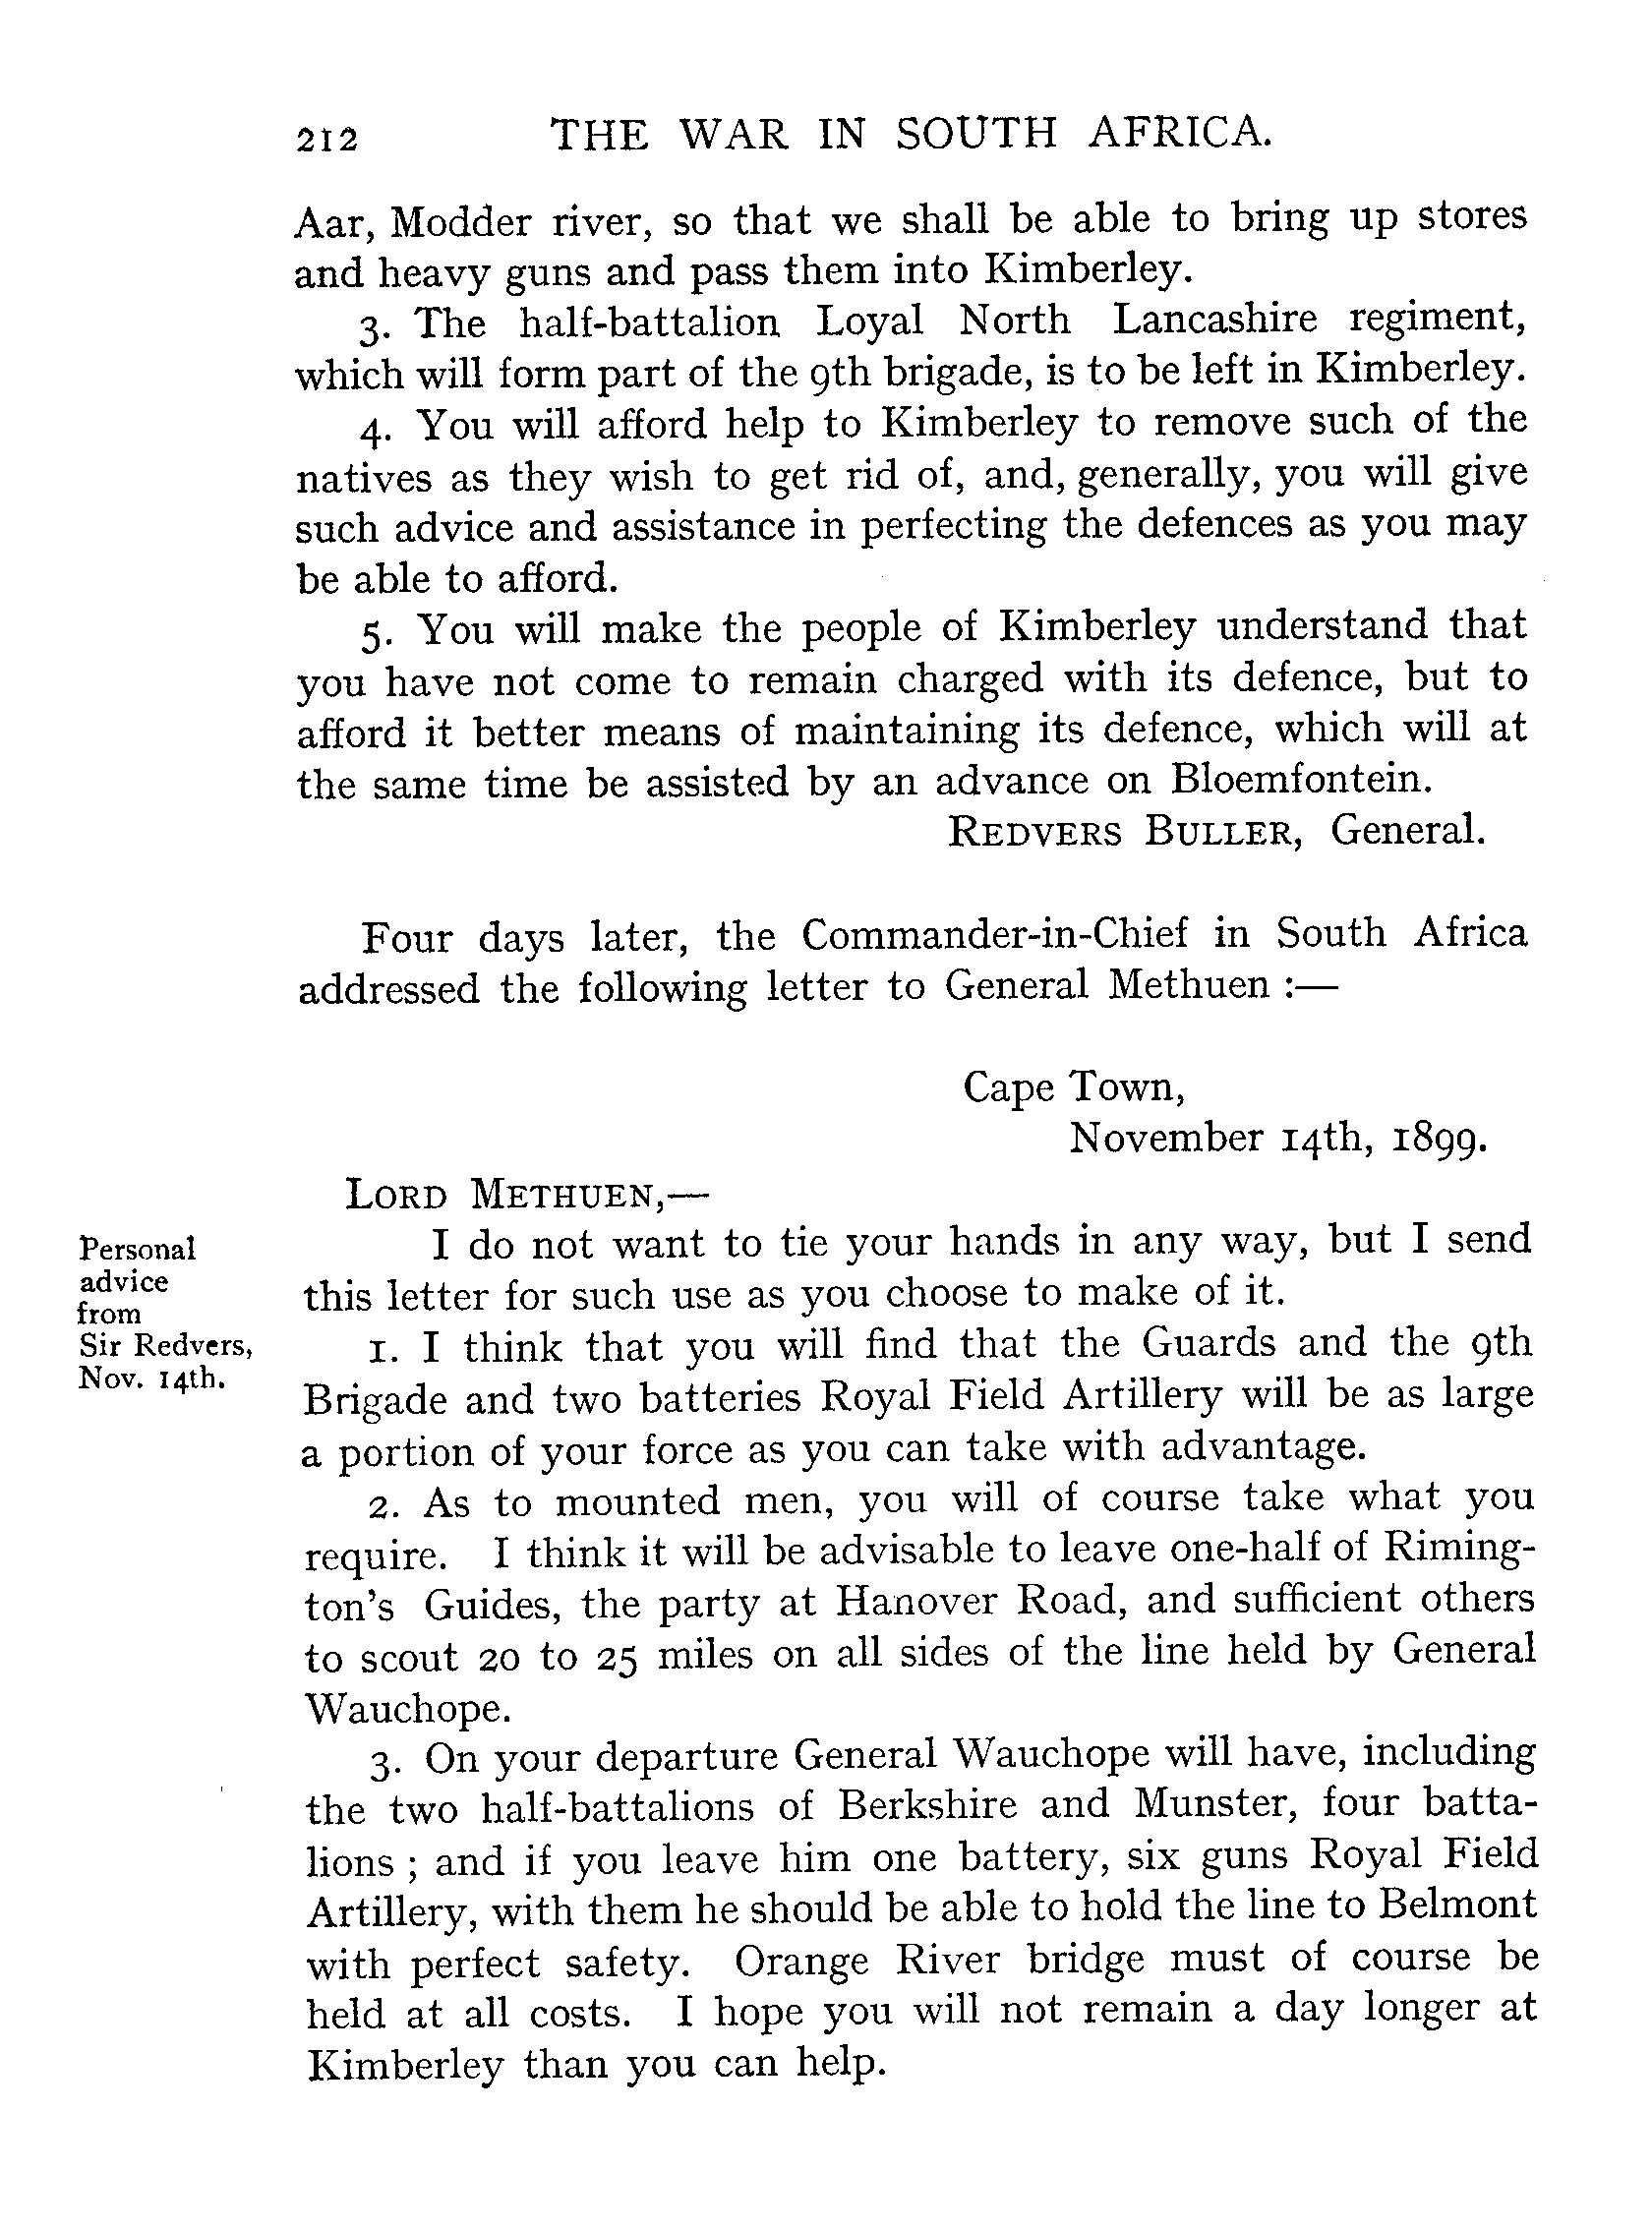 212 THE WAR IN SOUTH AFRICA.
Aar, Modder river, so that we shall be able to bring up stores
and heavy guns and pass them into Kimberley.
3. The half-battalion Loyal North Lancashire regiment,
which will form part of the 9th brigade, is to be left in Kimberley.
4. You will afford help to Kimberley to remove such of the
natives as they wish to get rid of, and, generally, you will give
such advice and assistance in perfecting the defences as you may
be able to afford.
5. You will make the people of Kimberley understand that
you have not come to remain charged with its defence, but to
afford it better means of maintaining its defence, which will at
the same time be assisted by an advance on Bloemfontein.
REDVERS BULLER, General.
Four days later, the Commander-in-Chief in South Africa
addressed the following letter to General Methuen :—
Cape Town,
November 14th, 1899.
LORD METHUEN,—
Personal
advice
from
Sir Redvers,
Nov. 14th.
I do not want to tie your hands in any way, but I send
this letter for such use as you choose to make of it.
1. I think that you will find that the Guards and the 9th
Brigade and two batteries Royal Field Artillery will be as large
a portion of your force as you can take with advantage.
2. As to mounted men, you will of course take what you
require. I think it will be advisable to leave one-half of Riming-
ton's Guides, the party at Hanover Road, and sufficient others
to scout 20 to 25 miles on all sides of the line held by General
Wauchope.
3. On your departure General Wauchope will have, including
the two half-battalions of Berkshire and Munster, four batta-
lions ; and if you leave him one battery, six guns Royal Field
Artillery, with them he should be able to hold the line to Belmont
with perfect safety. Orange River bridge must of course be
held at all costs. I hope you will not remain a day longer at
Kimberley than you can help.